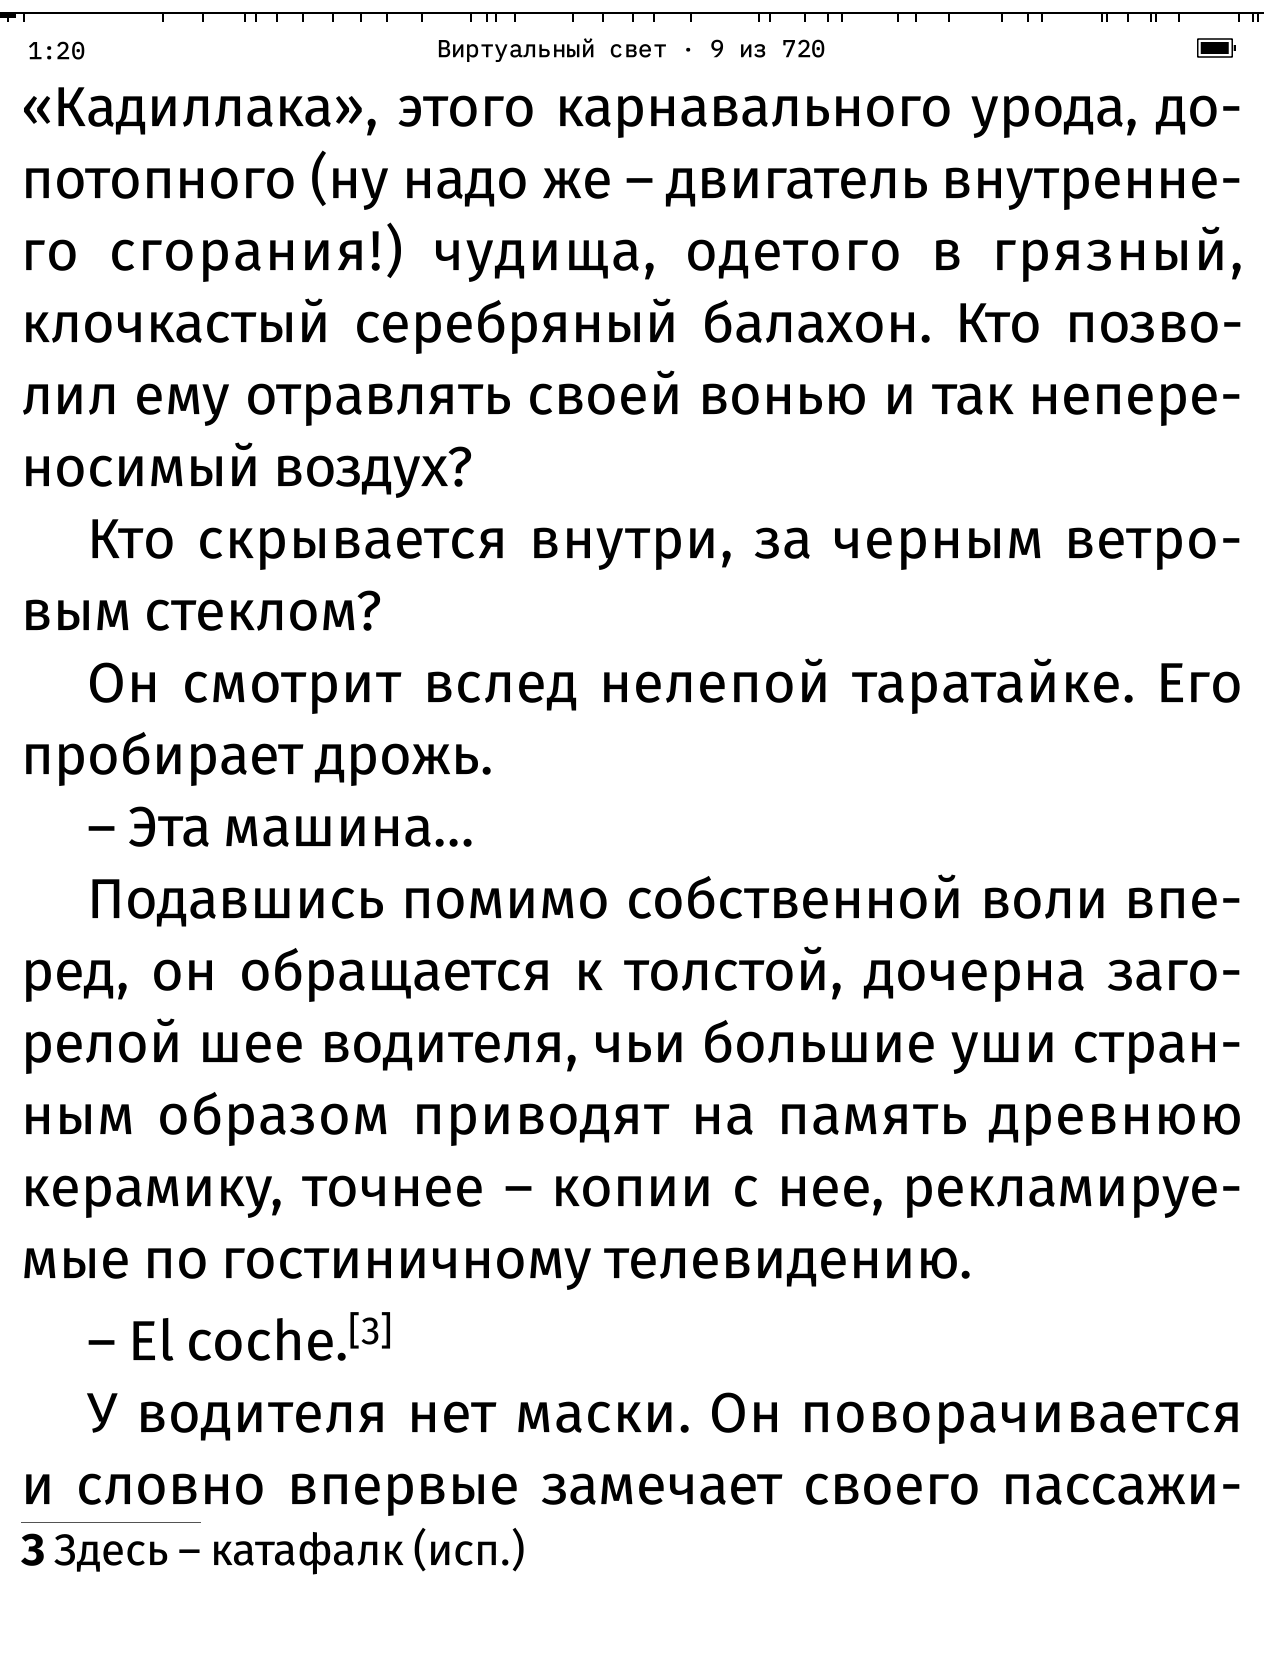 1:20
Виртуальный свет · 9 из 720
«Кадиллака», этого карнавального урода, до-
потопного (ну надо же – двигатель внутренне-
го сгорания!) чудища, одетого в грязный,
клочкастый серебряный балахон. Кто позво-
лил ему отравлять своей вонью и так непере-
носимый воздух?
Кто скрывается внутри, за черным ветро-
вым стеклом?
Он смотрит вслед нелепой таратайке. Его
пробирает дрожь.
– Эта машина...
Подавшись помимо собственной воли впе-
ред, он обращается к толстой, дочерна заго-
релой шее водителя, чьи большие уши стран-
ным образом приводят на память древнюю
керамику, точнее – копии с нее, рекламируе-
мые по гостиничному телевидению.
– El coche.[3]
У водителя нет маски. Он поворачивается
и словно впервые замечает своего пассажи-
3 Здесь – катафалк (исп.)